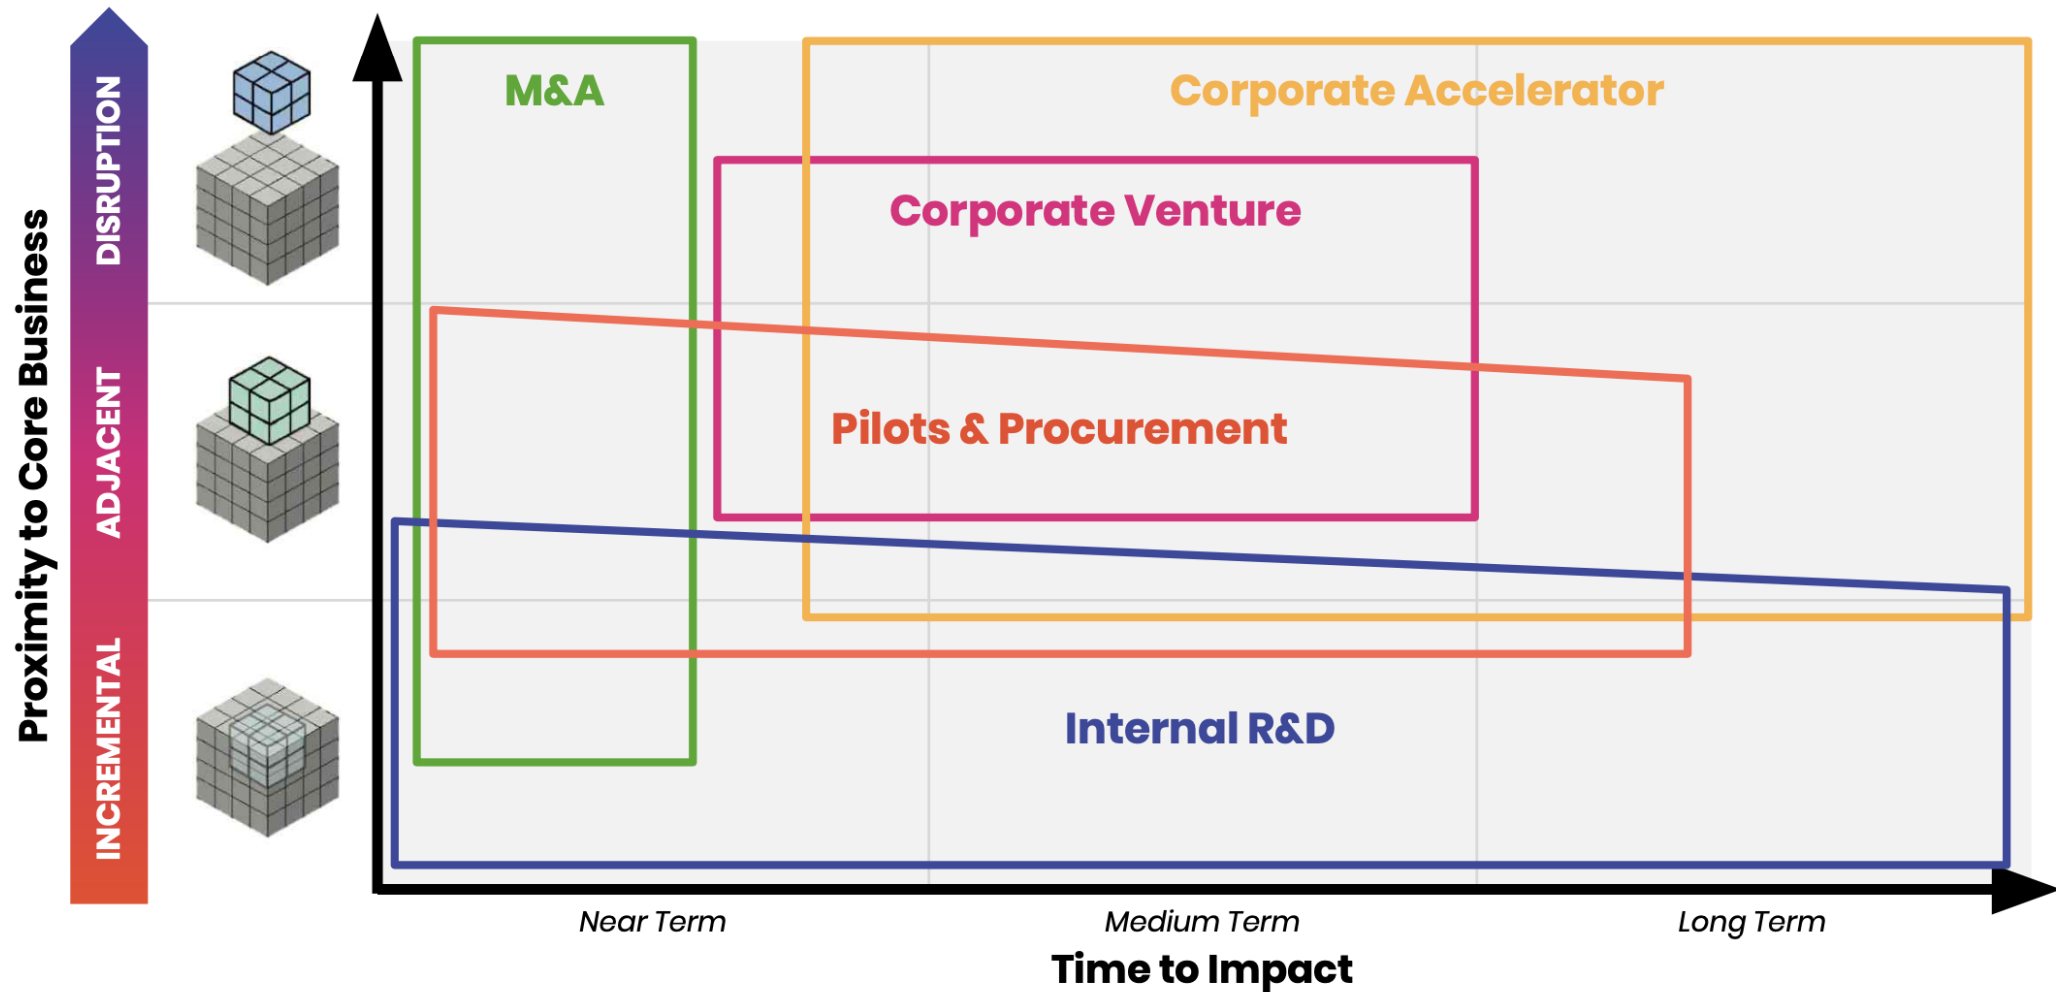 Proximity to Core Business
DISRUPTION
ADJACENT
INCREMENTAL
M&A
Corporate Accelerator
Corporate Venture
Pilots & Procurement
Internal R&D
Near Term
Medium Term
Long Term
Time to Impact